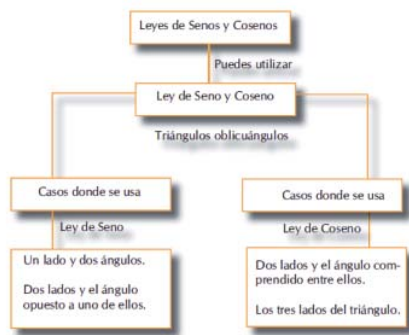 Leyes de Senos y Cosenos
Puedes utilizar
Ley de Seno y Coseno
Triángulos oblicuángulos
Casos donde se usa
Ley de Seno
Un lado y dos ángulos.
Dos lados y el ángulo
opuesto a uno de ellos.
Casos donde se usa
Ley de Coseno
Dos lados y el ángulo com-
prendido entre ellos.
Los tres lados del triángulo.